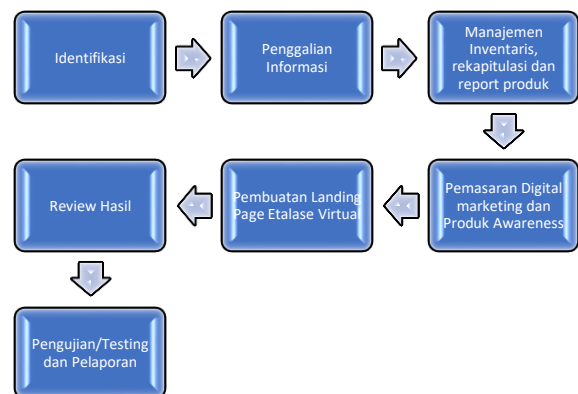 Identifikasi
Penggalian
Informasi
Manajemen
Inventaris,
rekapitulasi dan
report produk
Pemasaran Digital
marketing dan
Produk Awareness
Pembuatan Landing
Page Etalase Virtual
Review Hasil
Pengujian/Testing
dan Pelaporan